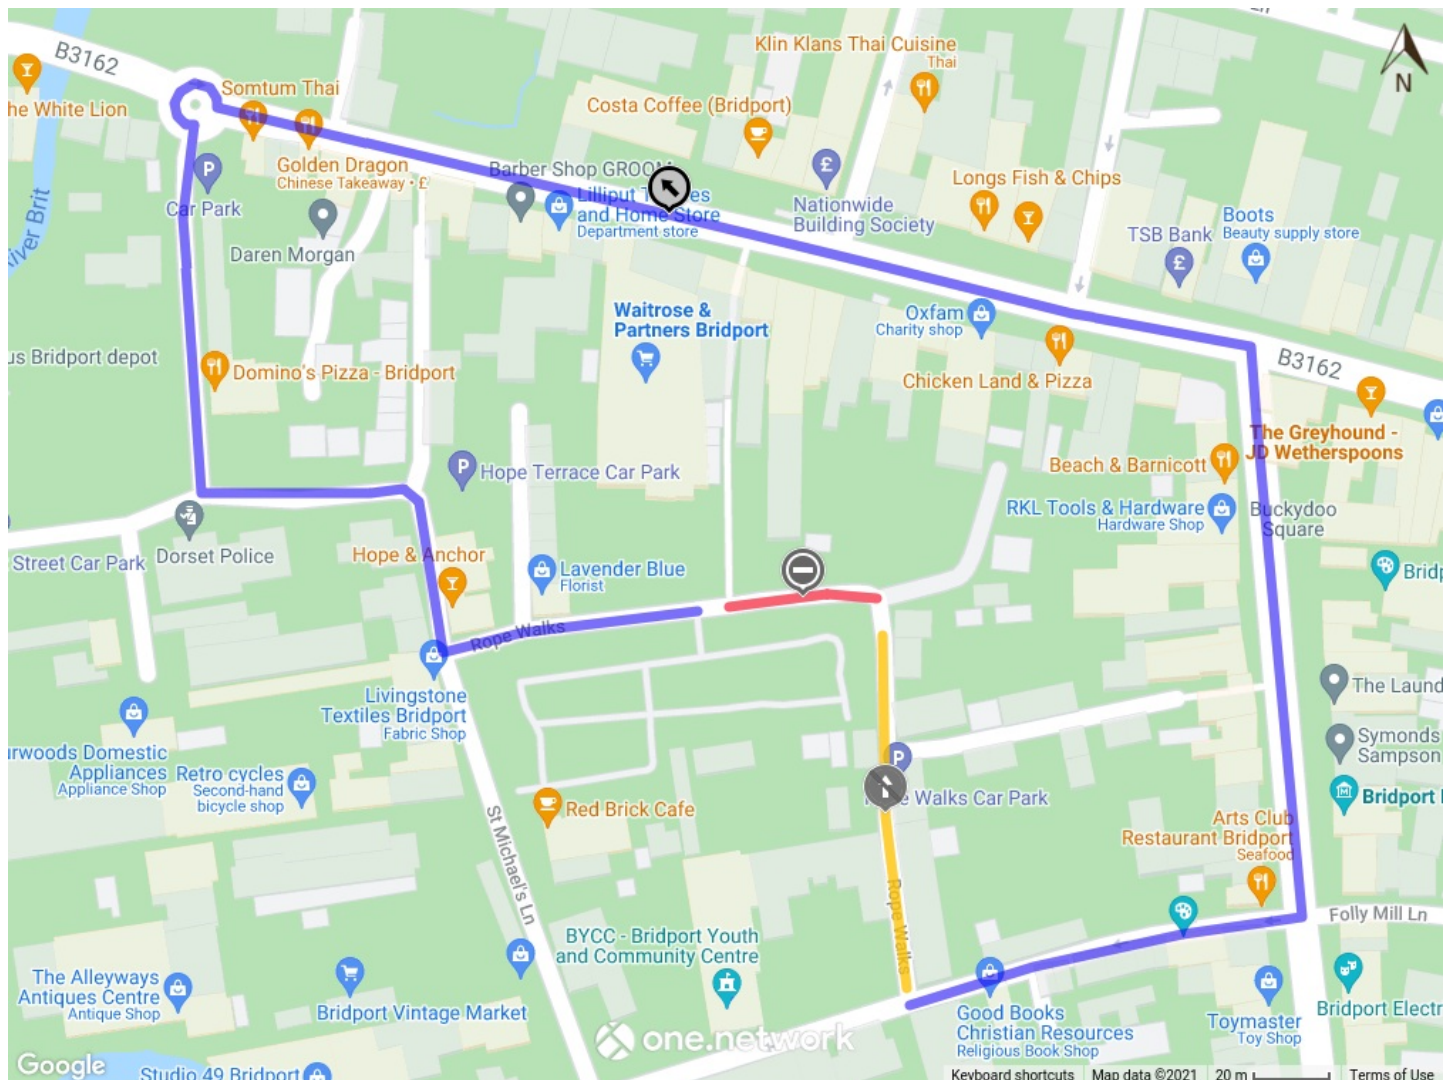 B3162
Klin Klans Thai Cuisine
Thai
N
Somtum Thai
he White Lion
Costa Coffee (Bridport)
Golden Dragon
Chinese Takeaway • £
Barber Shop GROOM
Longs Fish & Chips
Car Park
Lilliput
and Home Store
Department store
Nationwide
Building Society
Boots
Beauty supply store
River Brit
Daren Morgan
TSB Bank
Waitrose &
Partners Bridport
Oxfam
Charity shop
us Bridport depot
B3162
Domino's Pizza - Bridport
Chicken Land & Pizza
The Greyhound -
JD Wetherspoons
Hope Terrace Car Park
Beach & Barnicott
RKL Tools & Hardware
Hardware Shop
Buckydoo
Square
Street Car Park
Dorset Police
Hope & Anchor
Lavender Blue
Florist
Bridp
Rope Walks
Livingstone
Textiles Bridport
Fabric Shop
The Laund
Symonds
Sampson
urwoods Domestic
Appliances
Appliance Shop
Retro cycles
Second-hand
bicycle shop
Rope Walks Car Park
Bridport
Red Brick Cafe
Arts Club
Restaurant Bridport
Seafood
St Michael's Ln
Rope Walks
Folly Mill Ln
BYCC - Bridport Youth
and Community Centre
The Alleyways
Antiques Centre
Antique Shop
Bridport Vintage Market
Good Books
Christian Resources
Religious Book Shop
Toymaster
Toy Shop
Bridport Electr
one.network
Google
Studio 49 Bridport
Keyboard shortcuts
Map data ©2021
20 m
Terms of Use